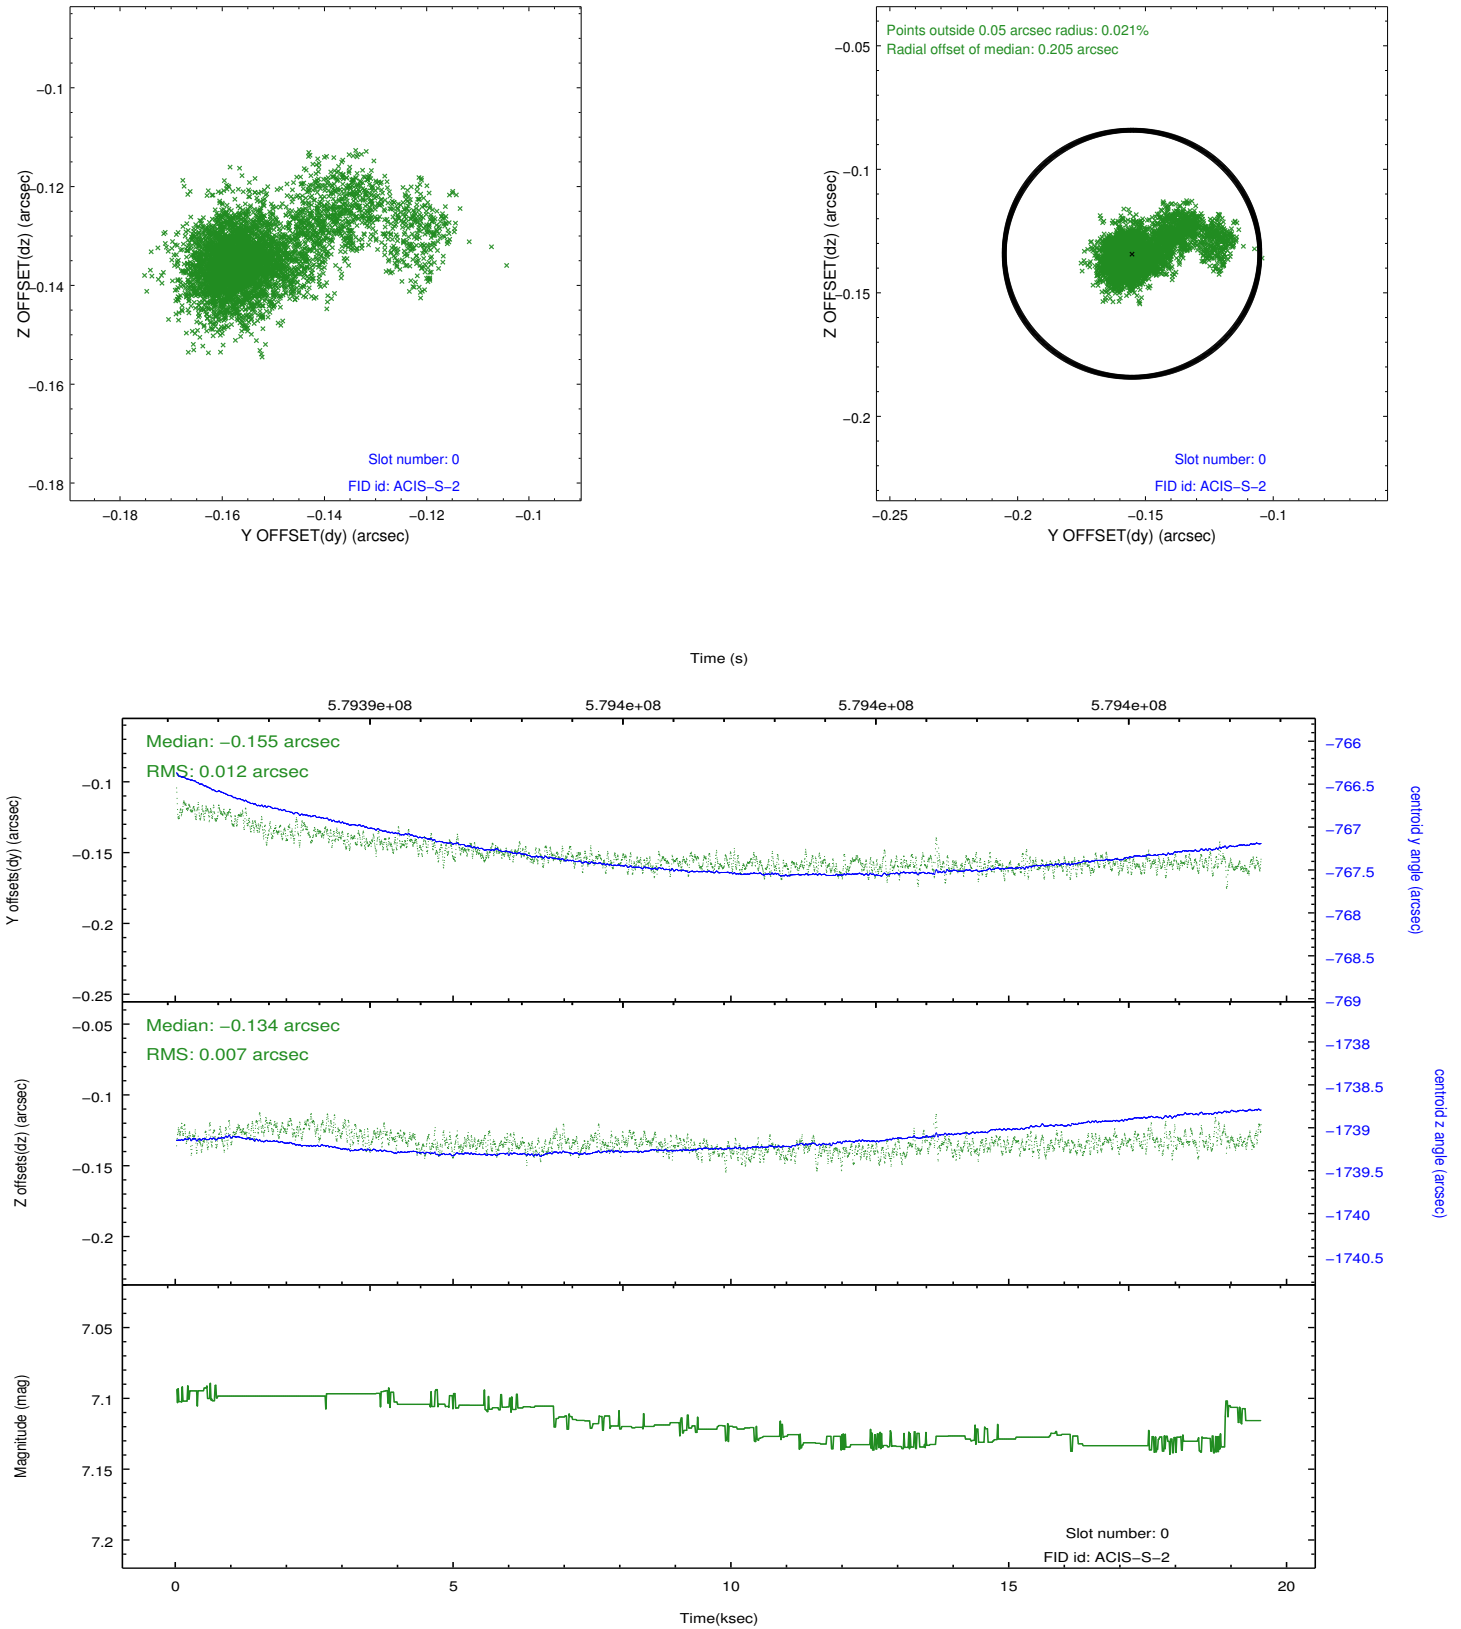 −0.1
−0.12
−0.14
−0.16
−0.18
Z OFFSET(dz) (arcsec)
Slot number: 0
FID id: ACIS−S−2
−0.18
−0.16
−0.14
−0.12
−0.1
Y OFFSET(dy) (arcsec)
Points outside 0.05 arcsec radius: 0.021%
Radial offset of median: 0.205 arcsec
−0.05
−0.1
−0.15
−0.2
Z OFFSET(dz) (arcsec)
Slot number: 0
FID id: ACIS−S−2
−0.25
−0.2
−0.15
−0.1
Y OFFSET(dy) (arcsec)
Time (s)
5.7939e+08
5.794e+08
5.794e+08
5.794e+08
Median: −0.155 arcsec
RMS: 0.012 arcsec
−0.1
−0.15
−0.2
−0.25
Y offsets(dy) (arcsec)
−766
−766.5
−767
−767.5
−768
−768.5
−769
centroid y angle (arcsec)
Median: −0.134 arcsec
RMS: 0.007 arcsec
−0.05
−0.1
−0.15
−0.2
Z offsets(dz) (arcsec)
−1738
−1738.5
−1739
−1739.5
−1740
−1740.5
centroid z angle (arcsec)
7.05
7.1
7.15
7.2
Magnitude (mag)
Slot number: 0
FID id: ACIS−S−2
0
5
10
15
20
Time(ksec)